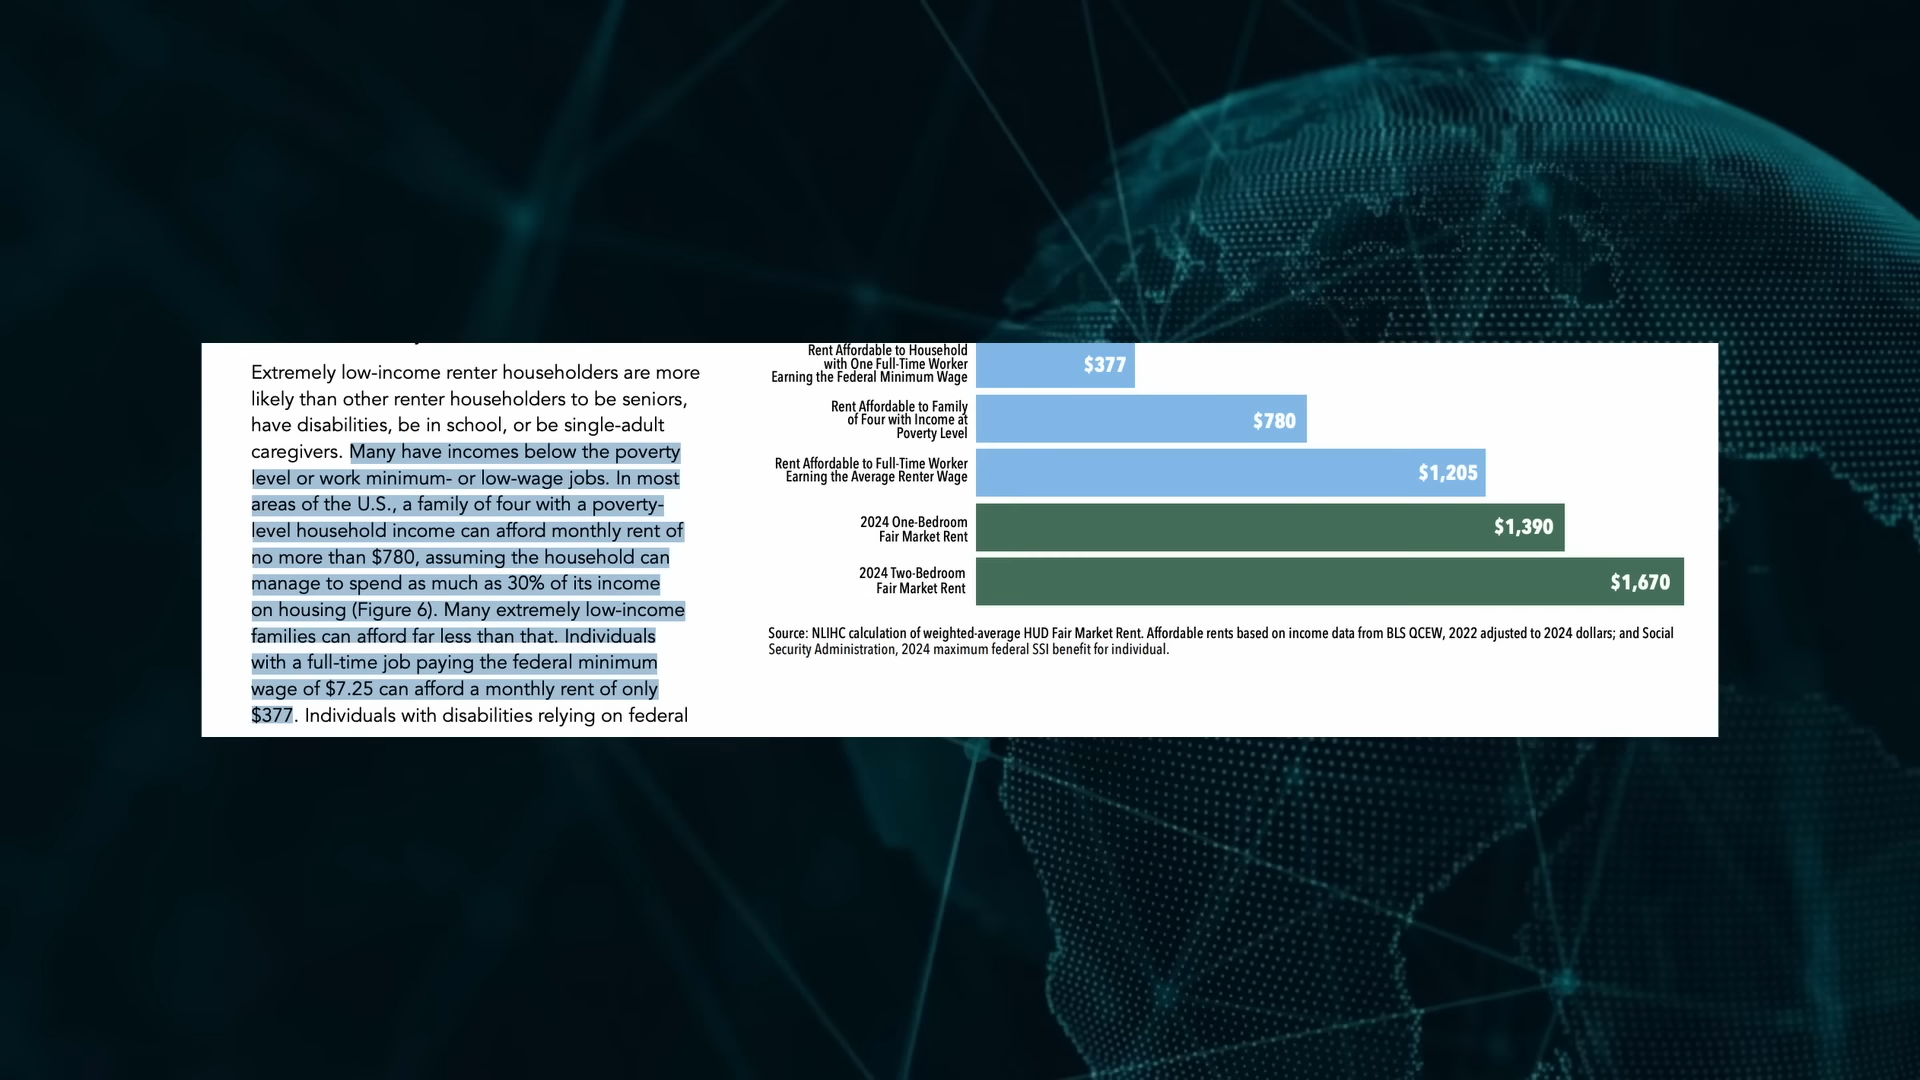 Extremely low-income renter householders are more
likely than other renter householders to be seniors,
have disabilities, be in school, or be single-adult
caregivers. Many have incomes below the poverty
level or work minimum- or low-wage jobs. In most
areas of the U.S., a family of four with a poverty-
level household income can afford monthly rent of
no more than $780, assuming the household can
manage to spend as much as 30% of its income
on housing (Figure 6). Many extremely low-income
families can afford far less than that. Individuals
with a full-time job paying the federal minimum
wage of $7.25 can afford a monthly rent of only
$377. Individuals with disabilities relying on federal
Rent Affordable to Household
with One Full-Time Worker
Earning the Federal Minimum Wage
$377
Rent Affordable to Family
of Four with Income at
Poverty Level
$780
Rent Affordable to Full-Time Worker
Earning the Average Renter Wage
$1,205
2024 One-Bedroom
Fair Market Rent
$1,390
2024 Two-Bedroom
Fair Market Rent
$1,670
Source: NLIHC calculation of weighted-average HUD Fair Market Rent. Affordable rents based on income data from BLS QCEW, 2022 adjusted to 2024 dollars; and Social
Security Administration, 2024 maximum federal SSI benefit for individual.